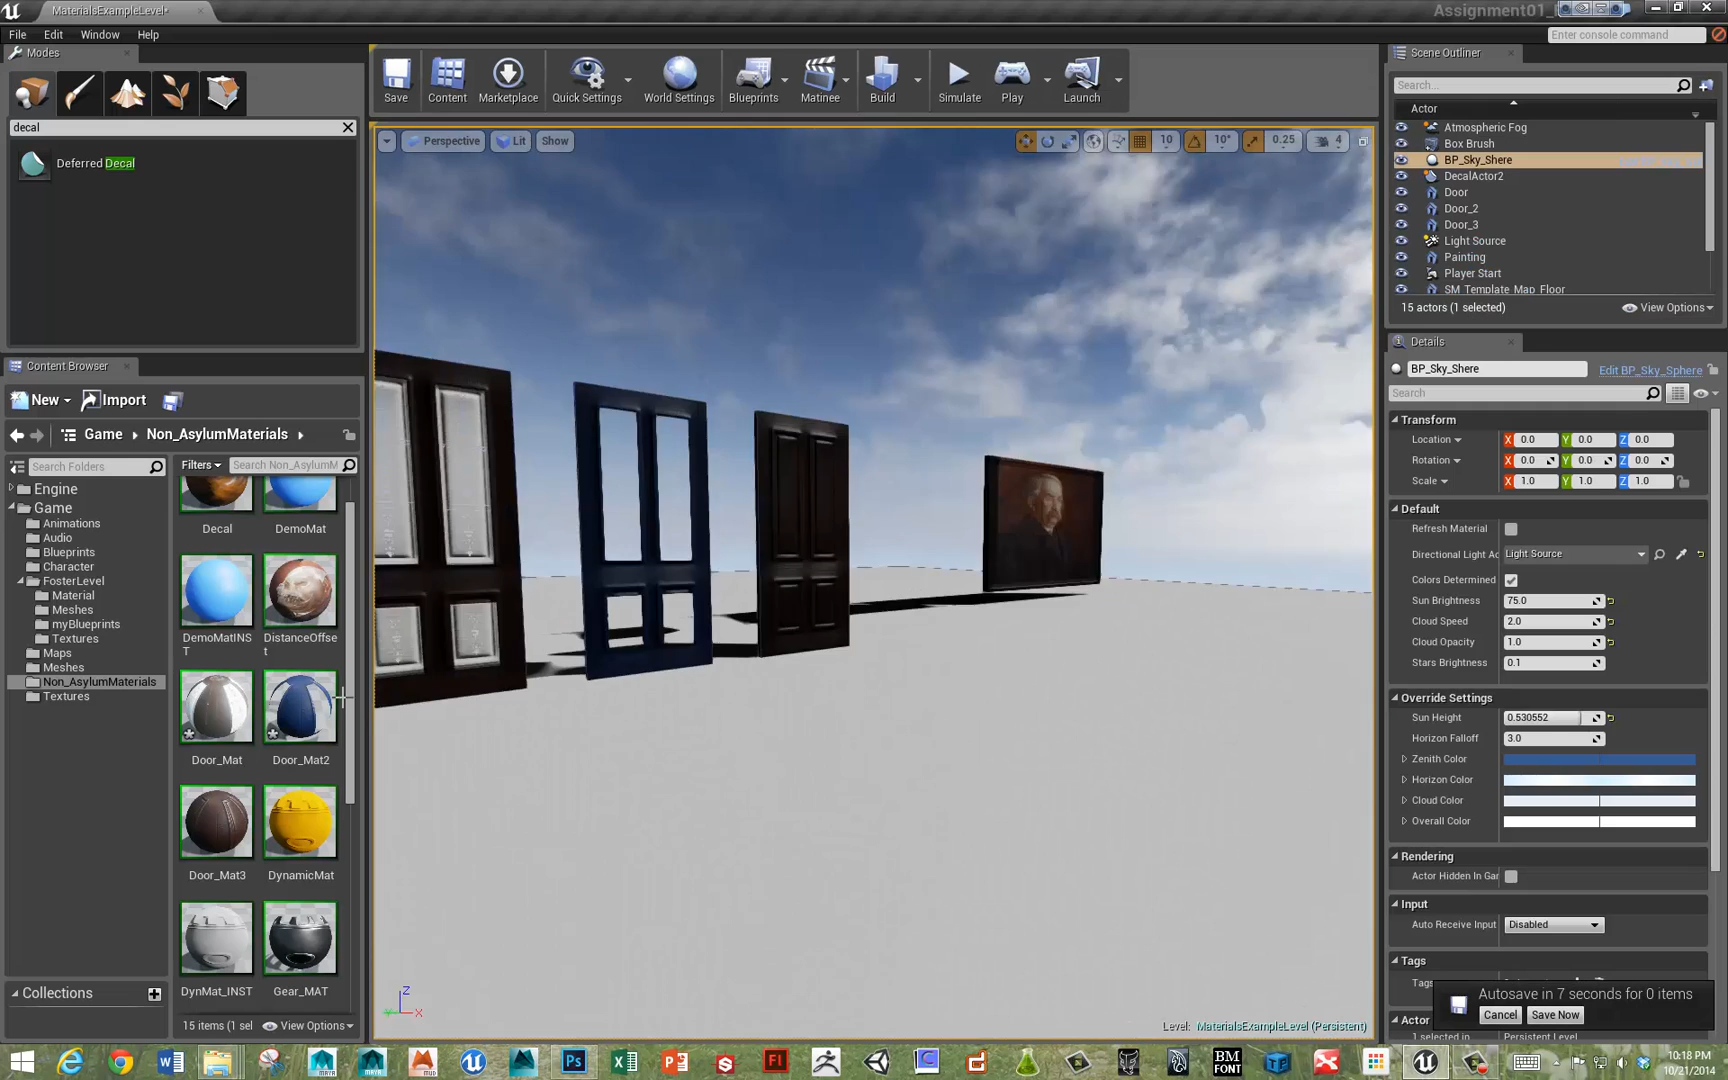 MaterialsExampleLevel*
Assignment01_
File Edit Window Help
Enter console command
Modes
decal
Deferred Decal
Save
Content
Marketplace
Quick Settings
World Settings
Blueprints
Matinee
Build
Simulate
Play
Launch
Perspective
Lit
Show
10
10°
0.25
4
Scene Outliner
Search...
Actor
Atmospheric Fog
Box Brush
BP_Sky_Shere
DecalActor2
Door
Door_2
Door_3
Light Source
Painting
Player Start
SM_Template_Map_Floor
15 actors (1 selected)
View Options
Content Browser
New
Import
Game
Non_AsylumMaterials
Search Folders
Filters
Search Non_AsylumM
Engine
Game
Animations
Audio
Blueprints
Character
FosterLevel
Material
Meshes
myBlueprints
Textures
Maps
Meshes
Non_AsylumMaterials
Textures
Collections
Decal
DemoMat
DemoMatINS
T
DistanceOffse
t
Door_Mat
Door_Mat2
Door_Mat3
DynamicMat
DynMat_INST
Gear_MAT
15 items (1 sel
View Options
Level: MaterialsExampleLevel (Persistent)
Z
X
Details
BP_Sky_Shere
Edit BP_Sky_Sphere
Search
Transform
Location X 0.0 Y 0.0 Z 0.0
Rotation X 0.0 Y 0.0 Z 0.0
Scale X 1.0 Y 1.0 Z 1.0
Default
Refresh Material
Directional Light Ac Light Source
Colors Determined
Sun Brightness 75.0
Cloud Speed 2.0
Cloud Opacity 1.0
Stars Brightness 0.1
Override Settings
Sun Height 0.530552
Horizon Falloff 3.0
Zenith Color
Horizon Color
Cloud Color
Overall Color
Rendering
Actor Hidden In Gar
Input
Auto Receive Input Disabled
Tags
Tags
Actor
1 selected in Persistent Level
Autosave in 7 seconds for 0 items
Cancel
Save Now
MAYA
MAYA
MUD
Ps
Fl
BM
FONT
10:18 PM
10/21/2014